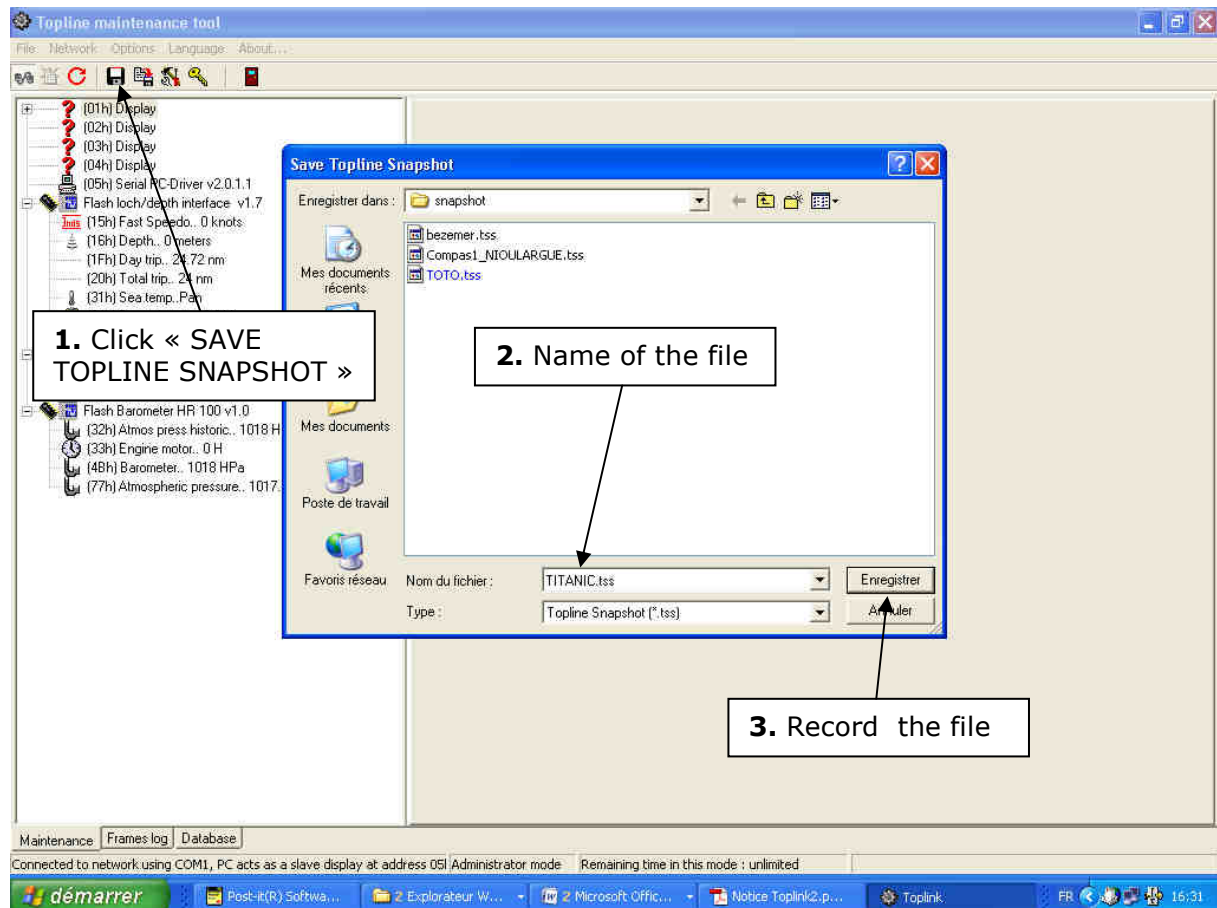 Topline maintenance tool
File Network Options Language About...
(01h) Display
(02h) Display
(03h) Display
(04h) Display
(05h) Serial PC-Driver v2.0.1.1
Flash loch/depth interface v1.7
(15h) Fast Speedo.. 0 knots
(16h) Depth.. 0 meters
(1Fh) Day trip.. 24.72 nm
(20h) Total trip.. 24 nm
(31h) Sea temp..Pan
1. Click « SAVE
TOPLINE SNAPSHOT »
Flash Barometer HR 100 v1.0
(32h) Atmos press historic.. 1018 H
(33h) Engine motor.. 0 H
(4Bh) Barometer.. 1018 HPa
(77h) Atmospheric pressure.. 1017.
Save Topline Snapshot
Enregistrer dans :
snapshot
Mes documents
récents
Mes documents
Poste de travail
Favoris réseau
bezemer.tss
Compas1_NIOULARGUE.tss
TOTO.tss
2. Name of the file
Nom du fichier :
TITANIC.tss
Enregistrer
Type :
Topline Snapshot (*.tss)
Annuler
3. Record the file
Maintenance Frames log Database
Connected to network using COM1, PC acts as a slave display at address 05l Administrator mode Remaining time in this mode : unlimited
démarrer Post-it(R) Softwa... 2 Explorateur W... 2 Microsoft Offic... Notice Toplink2.p... Toplink FR 16:31